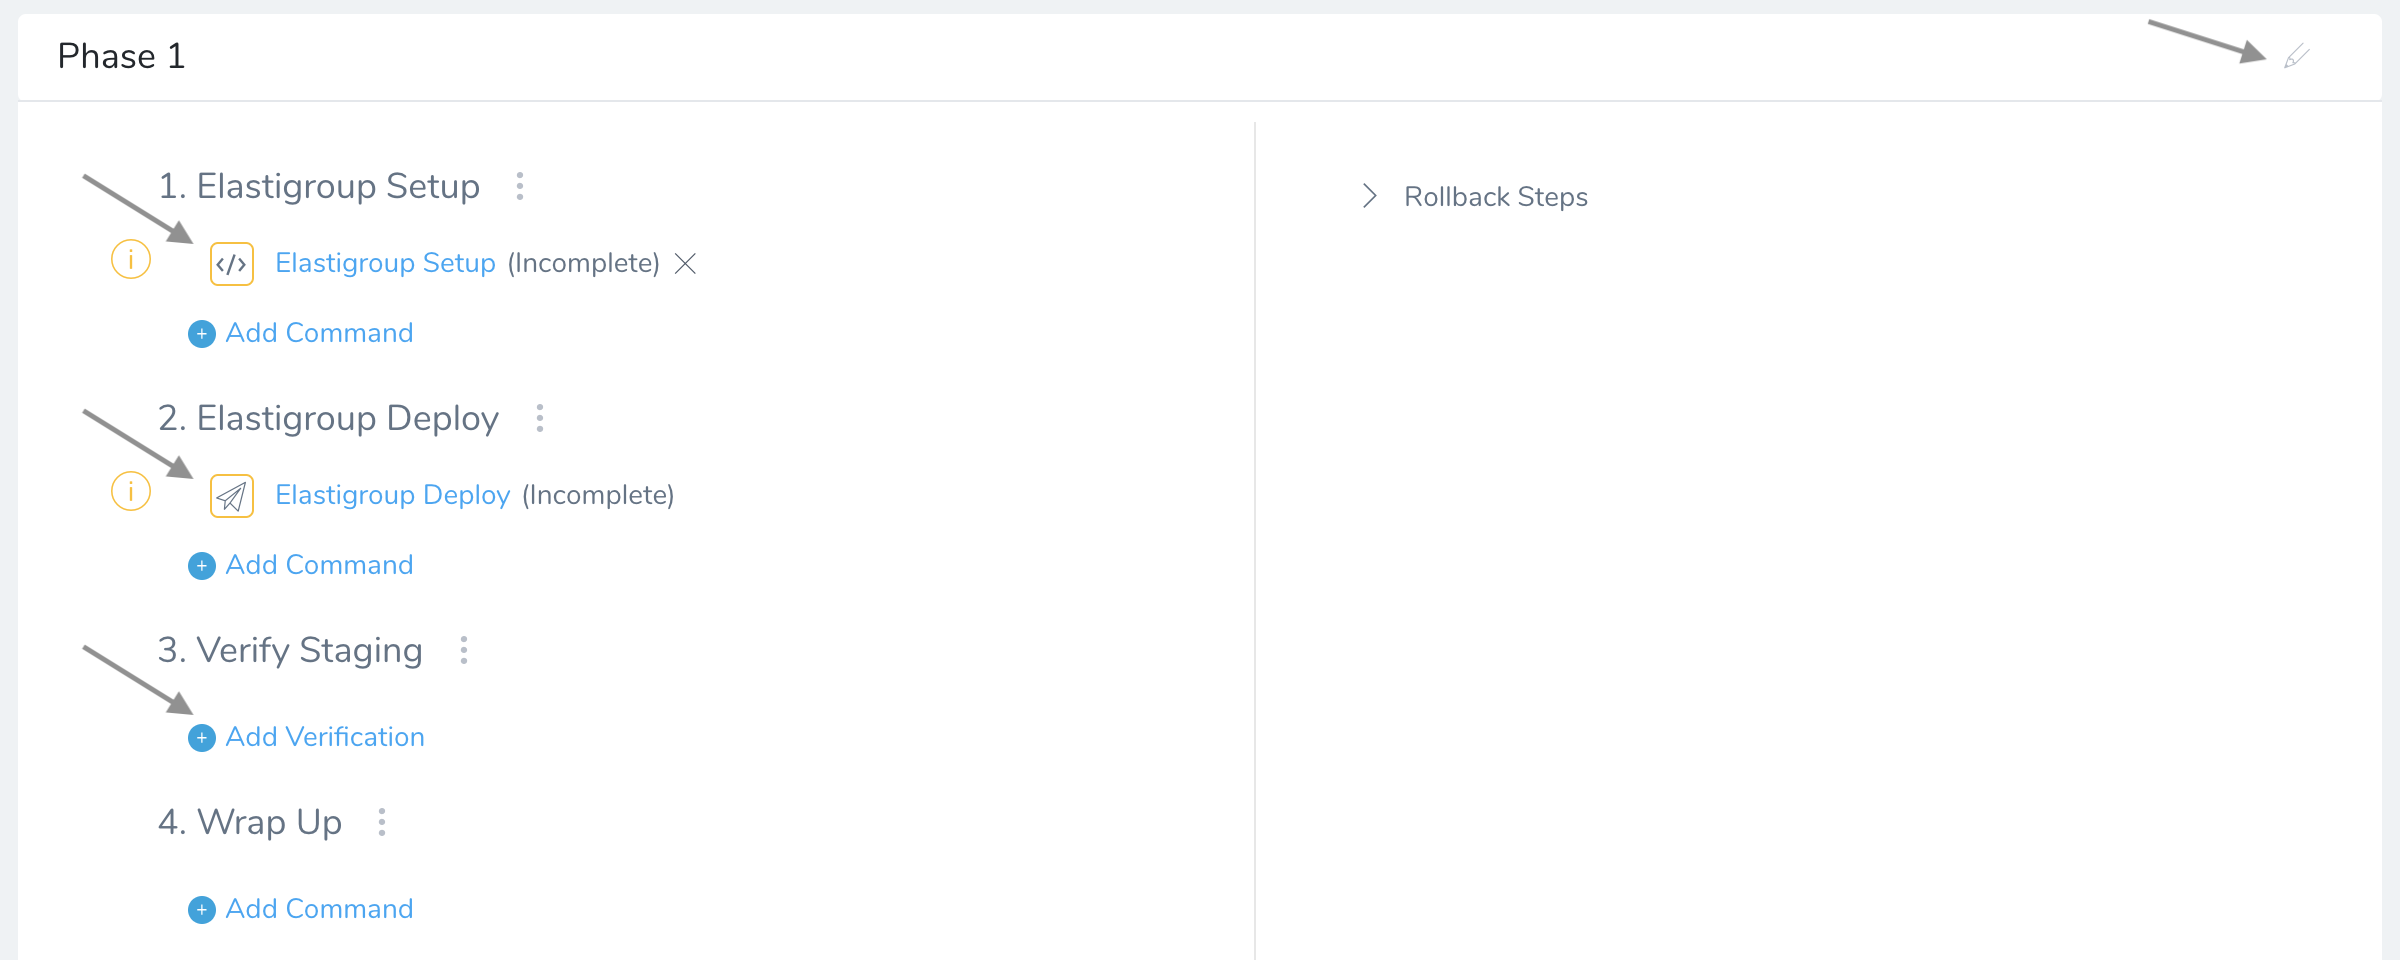 Phase 1
1. Elastigroup Setup
Elastigroup Setup (Incomplete)
Add Command
2. Elastigroup Deploy
Elastigroup Deploy (Incomplete)
Add Command
3. Verify Staging
Add Verification
4. Wrap Up
Add Command
Rollback Steps